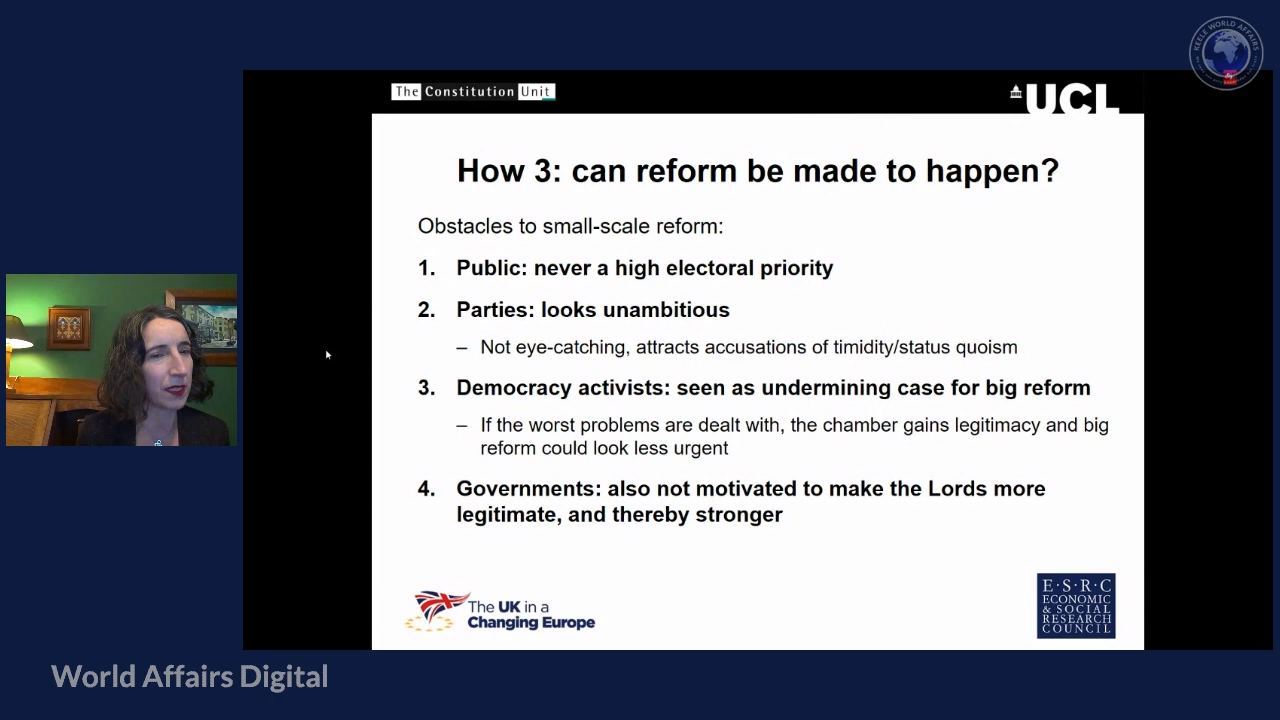 KEELE WORLD AFFAIRS
The Constitution Unit
UCL
How 3: can reform be made to happen?
Obstacles to small-scale reform:
1. Public: never a high electoral priority
2. Parties: looks unambitious
– Not eye-catching, attracts accusations of timidity/status quoism
3. Democracy activists: seen as undermining case for big reform
– If the worst problems are dealt with, the chamber gains legitimacy and big
reform could look less urgent
4. Governments: also not motivated to make the Lords more
legitimate, and thereby stronger
The UK in a
Changing Europe
E·S·R·C
ECONOMIC
& SOCIAL
RESEARCH
COUNCIL
World Affairs Digital